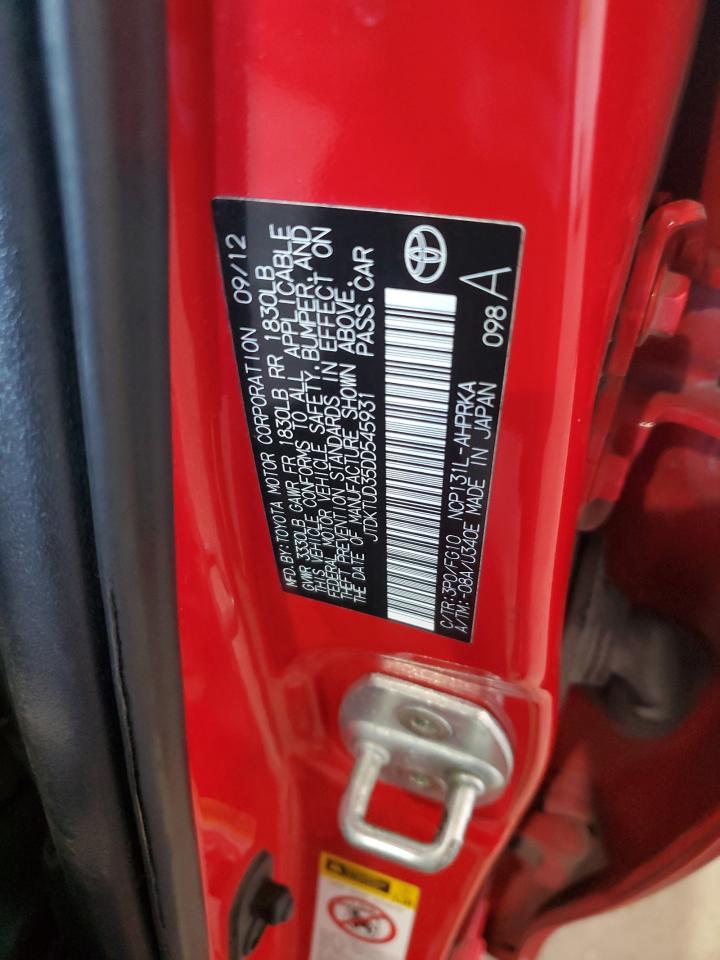 MFD. BY: TOYOTA MOTOR CORPORATION 09/12
GVWR 3330LB GAWR FR 1830LB RR 1830LB
THIS VEHICLE CONFORMS TO ALL APPLICABLE
FEDERAL MOTOR VEHICLE SAFETY, BUMPER, AND
THEFT PREVENTION STANDARDS IN EFFECT ON
THE DATE OF MANUFACTURE SHOWN ABOVE.
JTDKTUD35DD545931 PASS. CAR
C/TR: 3P0/FG10 NCP131L-AHPRKA
A/TM: -08A/U340E MADE IN JAPAN
098 A